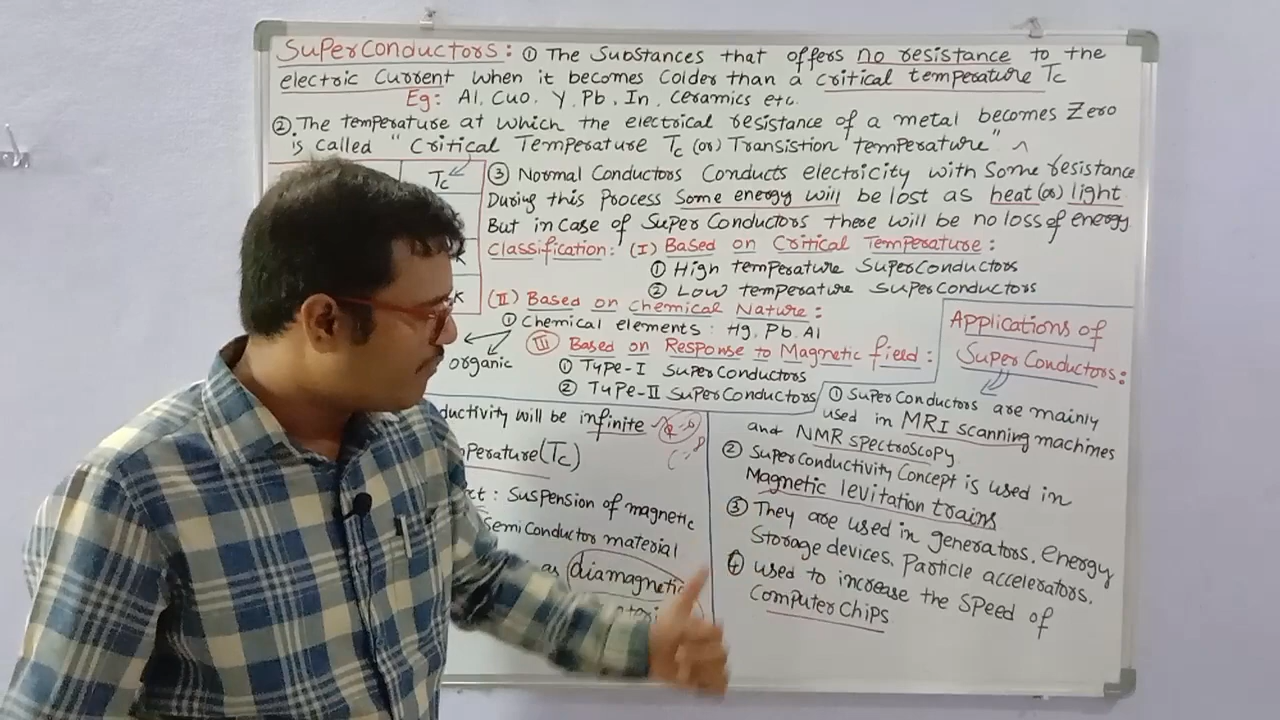 SuperConductors: ① The Substances that offers no resistance to the
electric Current when it becomes Colder than a critical temperature Tc
Eg: Al, Cuo, Y, Pb, In, Ceramics etc.
② The temperature at which the electrical resistance of a metal becomes Zero
is called "Critical Temperature Tc (or) Transistion temperature"
Tc
K
K
③ Normal Conductors Conducts electricity with Some resistance
During this Process Some energy will be lost as heat (or) light
But in Case of Super Conductors there will be no loss of energy
Classification: (I) Based on Critical Temperature:
① High temperature SuperConductors
② Low temperature SuperConductors
(II) Based on Chemical Nature:
① Chemical elements: Hg, Pb, Al
organic
(III) Based on Response to Magnetic field:
① Type-I SuperConductors
② Type-II SuperConductors
ductivity will be infinite
perature (Tc)
ct: Suspension of magnetic
Semiconductor material
as diamagnetic
Applications of
Super Conductors:
① SuperConductors are mainly
used in MRI Scanning machines
and NMR Spectroscopy
② SuperConductivity Concept is used in
Magnetic levitation trains
③ They are used in generators, Energy
Storage devices, Particle accelerators.
④ used to increase the Speed of
Computer Chips